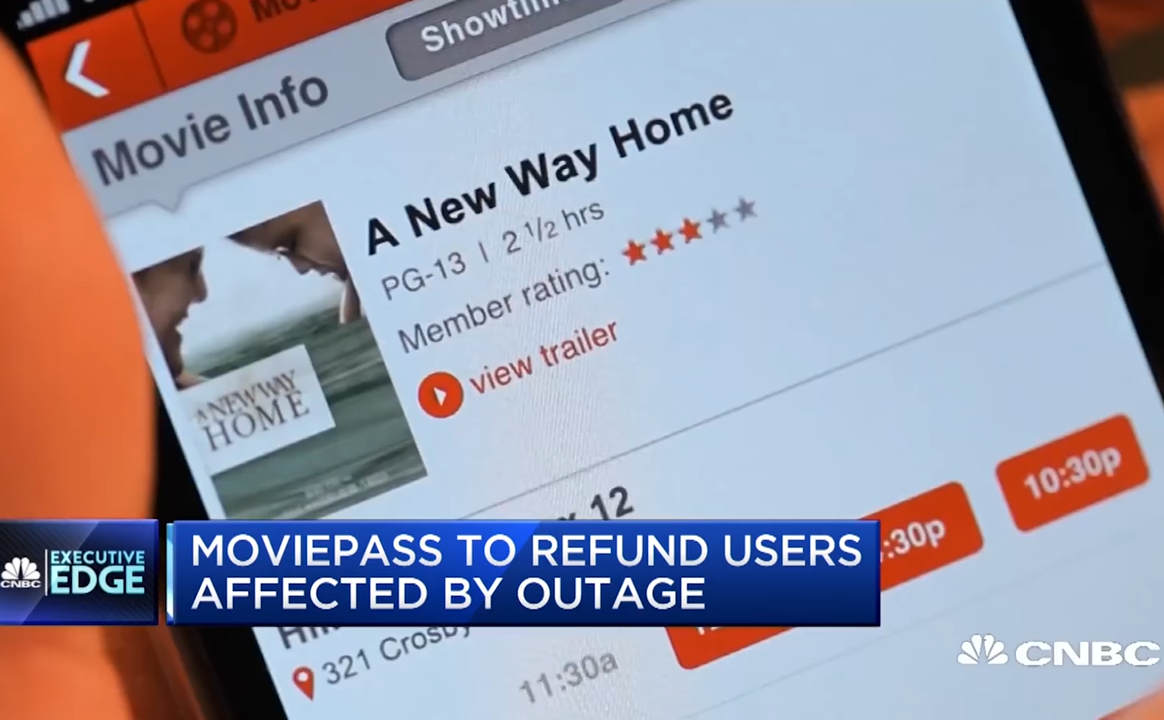 Movie Info
A New Way Home
PG-13 | 2 1/2 hrs
Member rating:
view trailer
A NEW WAY
HOME
12
:30p
10:30p
321 Crosby
11:30a
CNBC
EXECUTIVE
EDGE
MOVIEPASS TO REFUND USERS
AFFECTED BY OUTAGE
CNBC